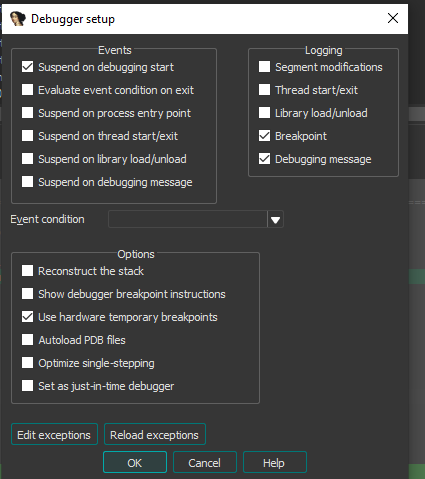 Debugger setup
Events
Suspend on debugging start
Evaluate event condition on exit
Suspend on process entry point
Suspend on thread start/exit
Suspend on library load/unload
Suspend on debugging message
Logging
Segment modifications
Thread start/exit
Library load/unload
Breakpoint
Debugging message
Event condition
Options
Reconstruct the stack
Show debugger breakpoint instructions
Use hardware temporary breakpoints
Autoload PDB files
Optimize single-stepping
Set as just-in-time debugger
Edit exceptions Reload exceptions
OK Cancel Help